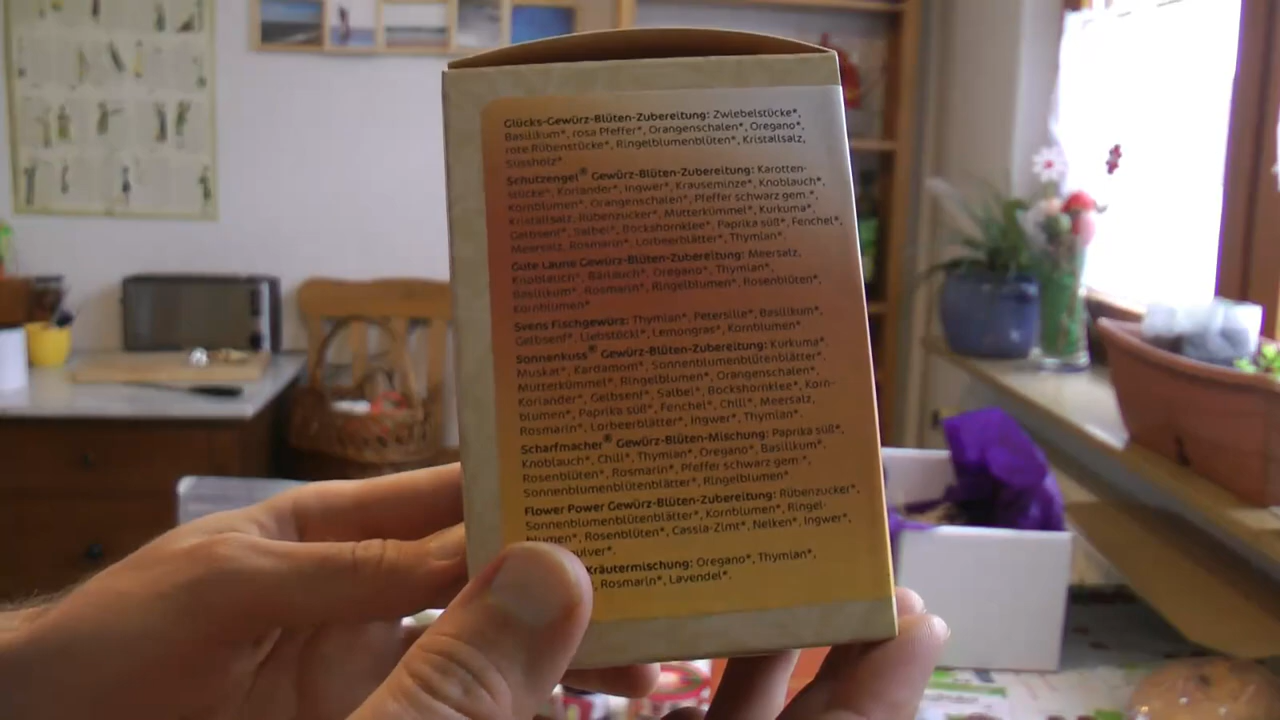 Glücks-Gewürz-Blüten-Zubereitung: Zwiebelstücke*,
Basilikum*, rosa Pfeffer*, Orangenschalen*, Oregano*,
rote Rübenstücke*, Ringelblumenblüten*, Kristallsalz,
Süssholz*
Schutzengel® Gewürz-Blüten-Zubereitung: Karotten-
stücke*, Koriander*, Ingwer*, Krauseminze*, Knoblauch*,
Kornblumen*, Orangenschalen*, Pfeffer schwarz gem.*,
Kristallsalz, Rübenzucker*, Mutterkümmel*, Kurkuma*,
Gelbsenf*, Salbei*, Bockshornklee*, Paprika süß*, Fenchel*,
Meersalz, Rosmarin*, Lorbeerblätter*, Thymian*.
Gute Laune Gewürz-Blüten-Zubereitung: Meersalz,
Knoblauch*, Bärlauch*, Oregano*, Thymian*,
Basilikum*, Rosmarin*, Ringelblumen*, Rosenblüten*,
Kornblumen*
Svens Fischgewürz: Thymian*, Petersilie*, Basilikum*,
Gelbsenf*, Liebstöckl*, Lemongras*, Kornblumen*
Sonnenkuss® Gewürz-Blüten-Zubereitung: Kurkuma*,
Muskat*, Kardamom*, Sonnenblumenblütenblätter*,
Mutterkümmel*, Ringelblumen*, Orangenschalen*,
Koriander*, Gelbsenf*, Salbei*, Bockshornklee*, Korn-
blumen*, Paprika süß*, Fenchel*, Chili*, Meersalz,
Rosmarin*, Lorbeerblätter*, Ingwer*, Thymian*.
Scharfmacher® Gewürz-Blüten-Mischung: Paprika süß*,
Knoblauch*, Chili*, Thymian*, Oregano*, Basilikum*,
Rosenblüten*, Rosmarin*, Pfeffer schwarz gem.*,
Sonnenblumenblütenblätter*, Ringelblumen*
Flower Power Gewürz-Blüten-Zubereitung: Rübenzucker*,
Sonnenblumenblütenblätter*, Kornblumen*, Ringel-
blumen*, Rosenblüten*, Cassia-Zimt*, Nelken*, Ingwer*,
pulver*.
Kräutermischung: Oregano*, Thymian*,
, Rosmarin*, Lavendel*.